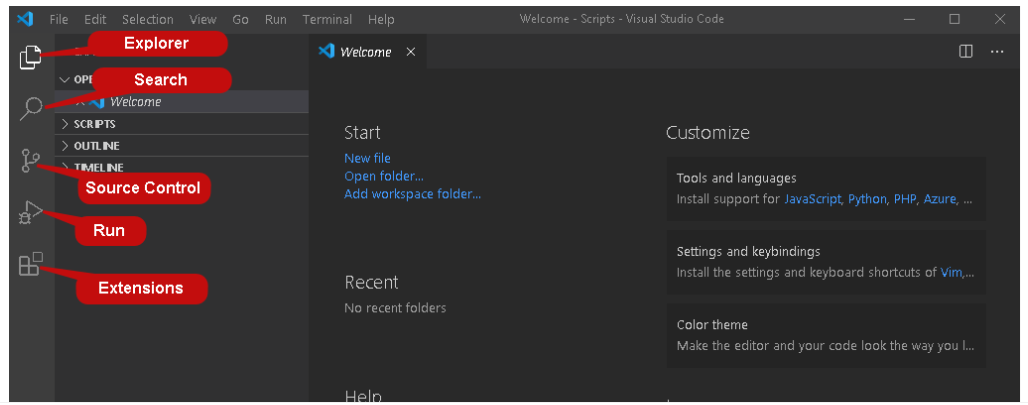 File Edit Selection View Go Run Terminal Help
Welcome - Scripts - Visual Studio Code
Explorer
Search
Source Control
Run
Extensions
OPE
Welcome
SCRIPTS
OUTLINE
TIMELINE
Welcome
Start
New file
Open folder...
Add workspace folder...
Recent
No recent folders
Help
Customize
Tools and languages
Install support for JavaScript, Python, PHP, Azure, ...
Settings and keybindings
Install the settings and keyboard shortcuts of Vim,...
Color theme
Make the editor and your code look the way you l...